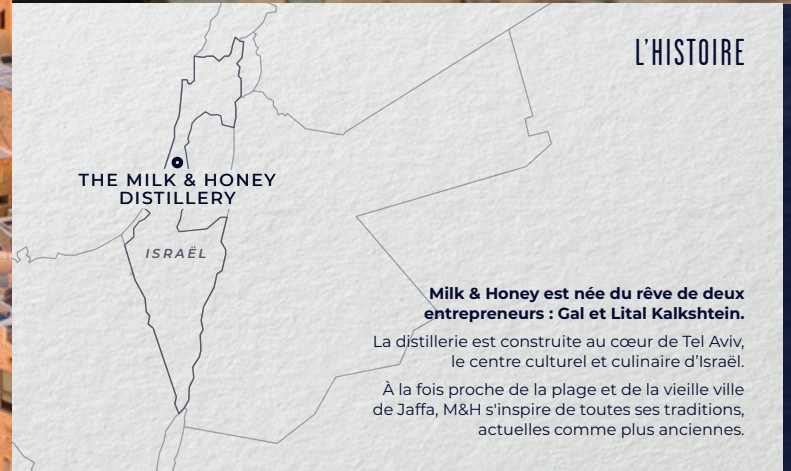 L'HISTOIRE
THE MILK & HONEY
DISTILLERY
ISRAËL
Milk & Honey est née du rêve de deux
entrepreneurs : Gal et Lital Kalkshtein.
La distillerie est construite au cœur de Tel Aviv,
le centre culturel et culinaire d'Israël.
À la fois proche de la plage et de la vieille ville
de Jaffa, M&H s'inspire de toutes ses traditions,
actuelles comme plus anciennes.